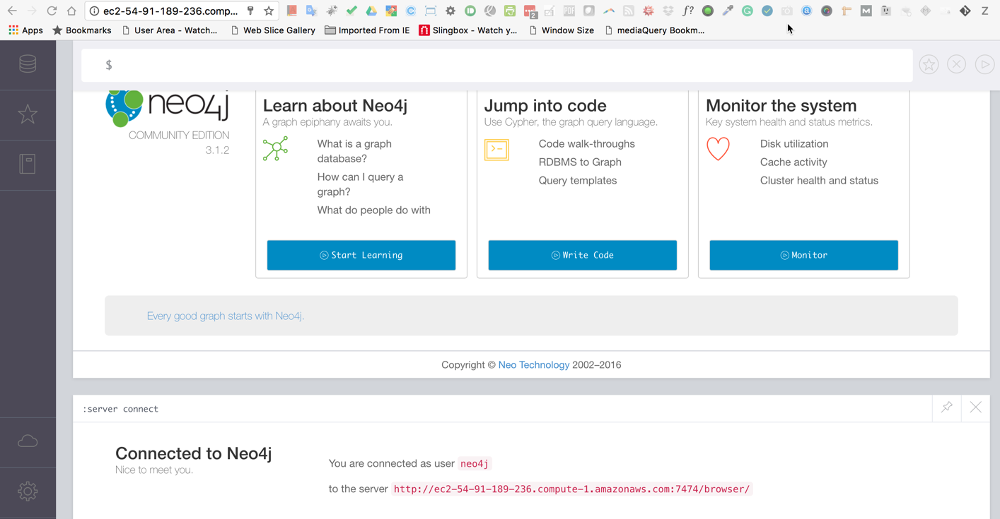 ec2-54-91-189-236.comp...
2
PDF
f?
M
Z
Apps
Bookmarks
User Area - Watch...
Web Slice Gallery
Imported From IE
Slingbox - Watch y...
Window Size
mediaQuery Bookm...
$
neo4j
COMMUNITY EDITION
3.1.2
Learn about Neo4j
A graph epiphany awaits you.
What is a graph
database?
How can I query a
graph?
What do people do with
Start Learning
Jump into code
Use Cypher, the graph query language.
Code walk-throughs
RDBMS to Graph
Query templates
Write Code
Monitor the system
Key system health and status metrics.
Disk utilization
Cache activity
Cluster health and status
Monitor
Every good graph starts with Neo4j.
Copyright © Neo Technology 2002–2016
:server connect
Connected to Neo4j
Nice to meet you.
You are connected as user neo4j
to the server http://ec2-54-91-189-236.compute-1.amazonaws.com:7474/browser/